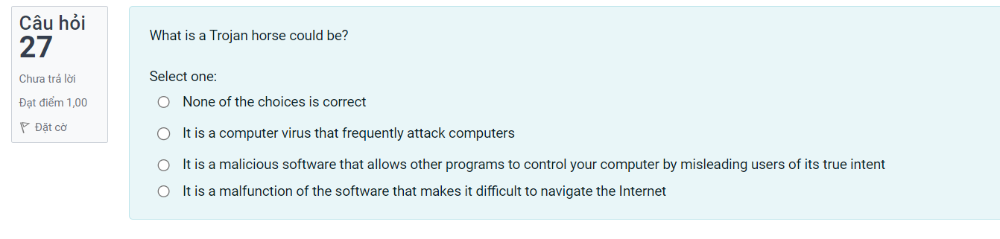 Câu hỏi
27
Chưa trả lời
Đạt điểm 1,00
Đặt cờ
What is a Trojan horse could be?
Select one:
None of the choices is correct
It is a computer virus that frequently attack computers
It is a malicious software that allows other programs to control your computer by misleading users of its true intent
It is a malfunction of the software that makes it difficult to navigate the Internet